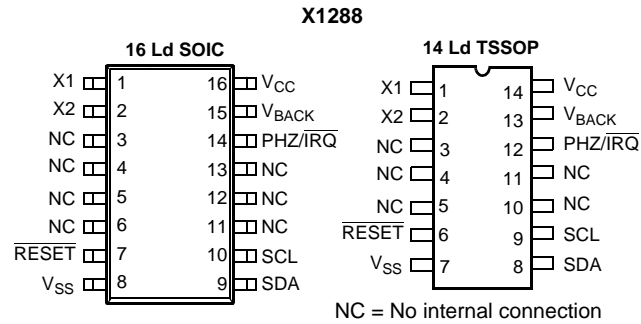 X1288
16 Ld SOIC
X1 1 16 VCC
X2 2 15 VBACK
NC 3 14 PHZ/IRQ
NC 4 13 NC
NC 5 12 NC
NC 6 11 NC
RESET 7 10 SCL
VSS 8 9 SDA
14 Ld TSSOP
X1 1 14 VCC
X2 2 13 VBACK
NC 3 12 PHZ/IRQ
NC 4 11 NC
NC 5 10 NC
RESET 6 9 SCL
VSS 7 8 SDA
NC = No internal connection